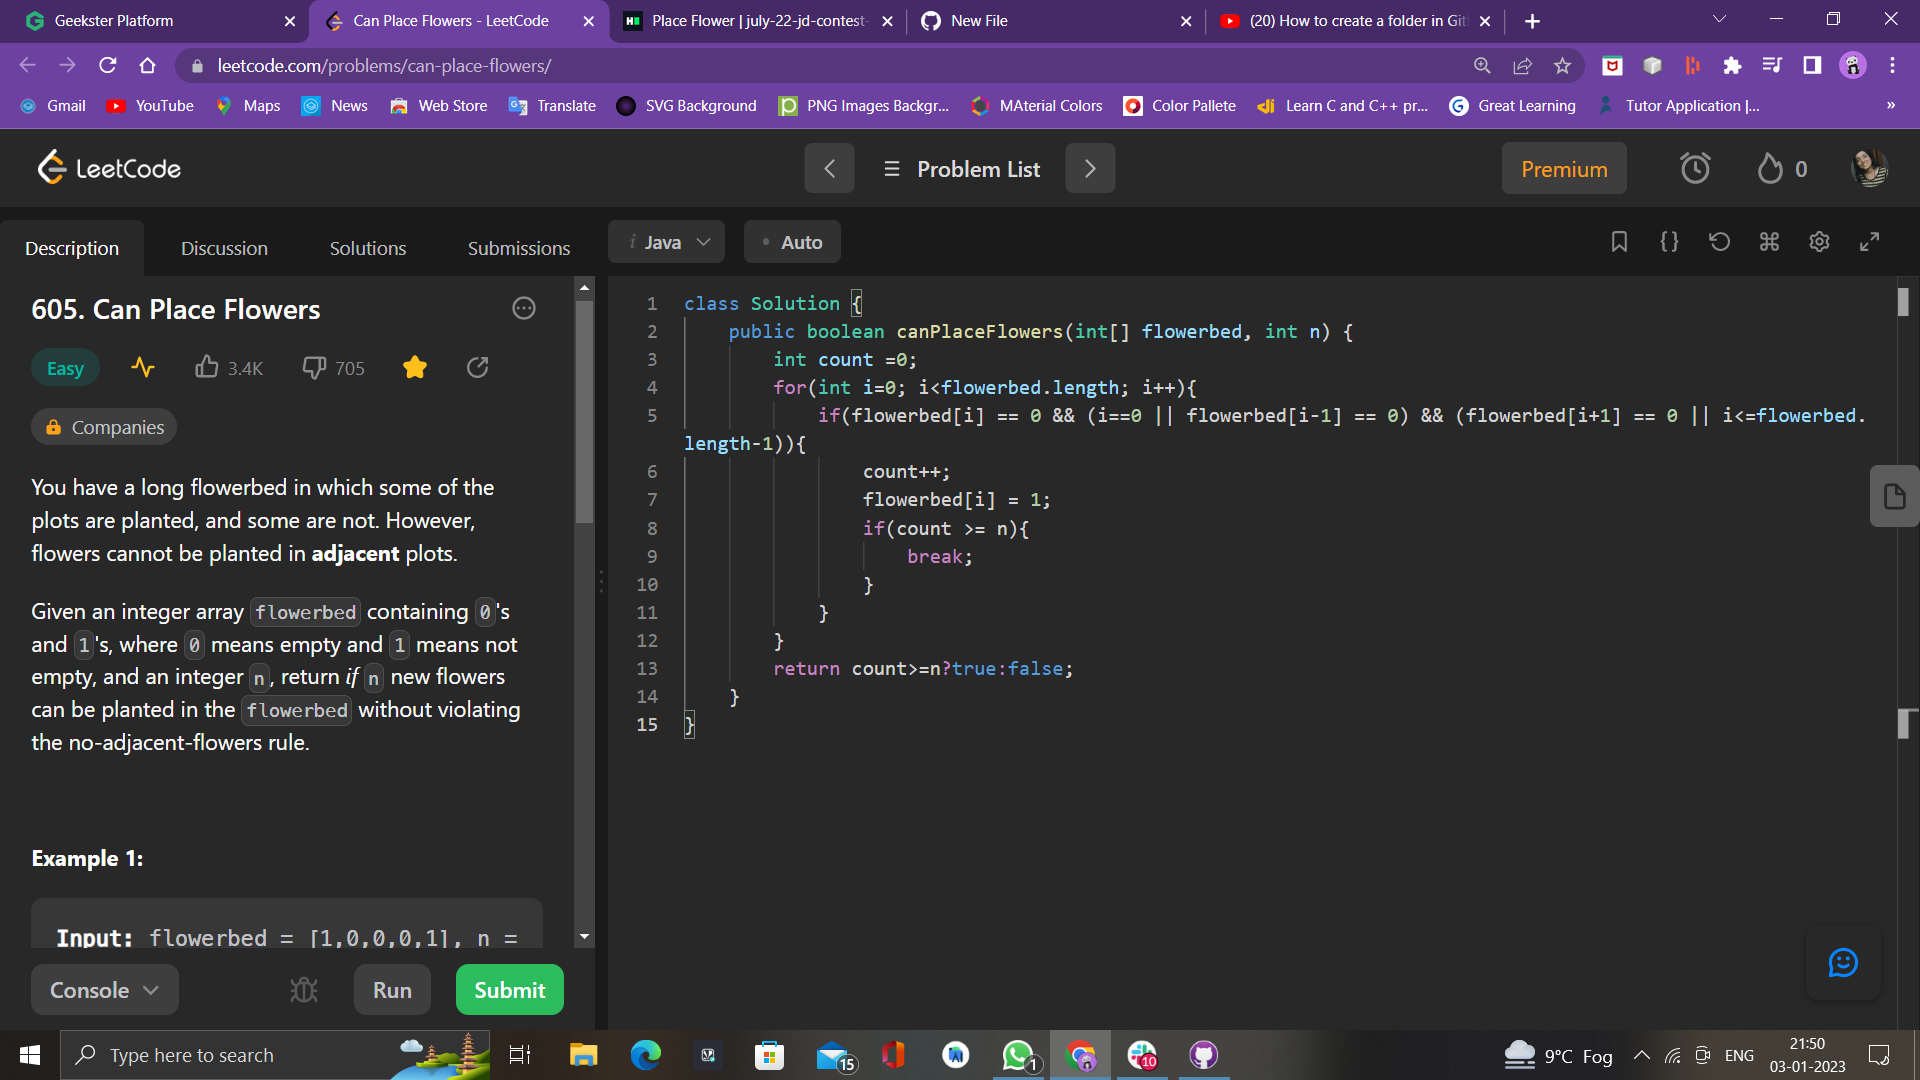 Geekster Platform
Can Place Flowers - LeetCode
Place Flower | july-22-jd-contest-
New File
(20) How to create a folder in Git
leetcode.com/problems/can-place-flowers/
Gmail YouTube Maps News Web Store Translate SVG Background PNG Images Backgr... MAterial Colors Color Pallete Learn C and C++ pr... Great Learning Tutor Application |... »
LeetCode
Problem List
Premium
0
Description Discussion Solutions Submissions
i Java
Auto
605. Can Place Flowers
Easy 3.4K 705
Companies
You have a long flowerbed in which some of the
plots are planted, and some are not. However,
flowers cannot be planted in adjacent plots.
Given an integer array flowerbed containing 0's
and 1's, where 0 means empty and 1 means not
empty, and an integer n, return if n new flowers
can be planted in the flowerbed without violating
the no-adjacent-flowers rule.
Example 1:
Input: flowerbed = [1,0,0,0,1], n =
Console Run Submit
1 class Solution {
2 public boolean canPlaceFlowers(int[] flowerbed, int n) {
3 int count =0;
4 for(int i=0; i<flowerbed.length; i++){
5 if(flowerbed[i] == 0 && (i==0 || flowerbed[i-1] == 0) && (flowerbed[i+1] == 0 || i<=flowerbed.
length-1)){
6 count++;
7 flowerbed[i] = 1;
8 if(count >= n){
9 break;
10 }
11 }
12 }
13 return count>=n?true:false;
14 }
15 }
Type here to search
15
1
10
9°C Fog
ENG
21:50
03-01-2023